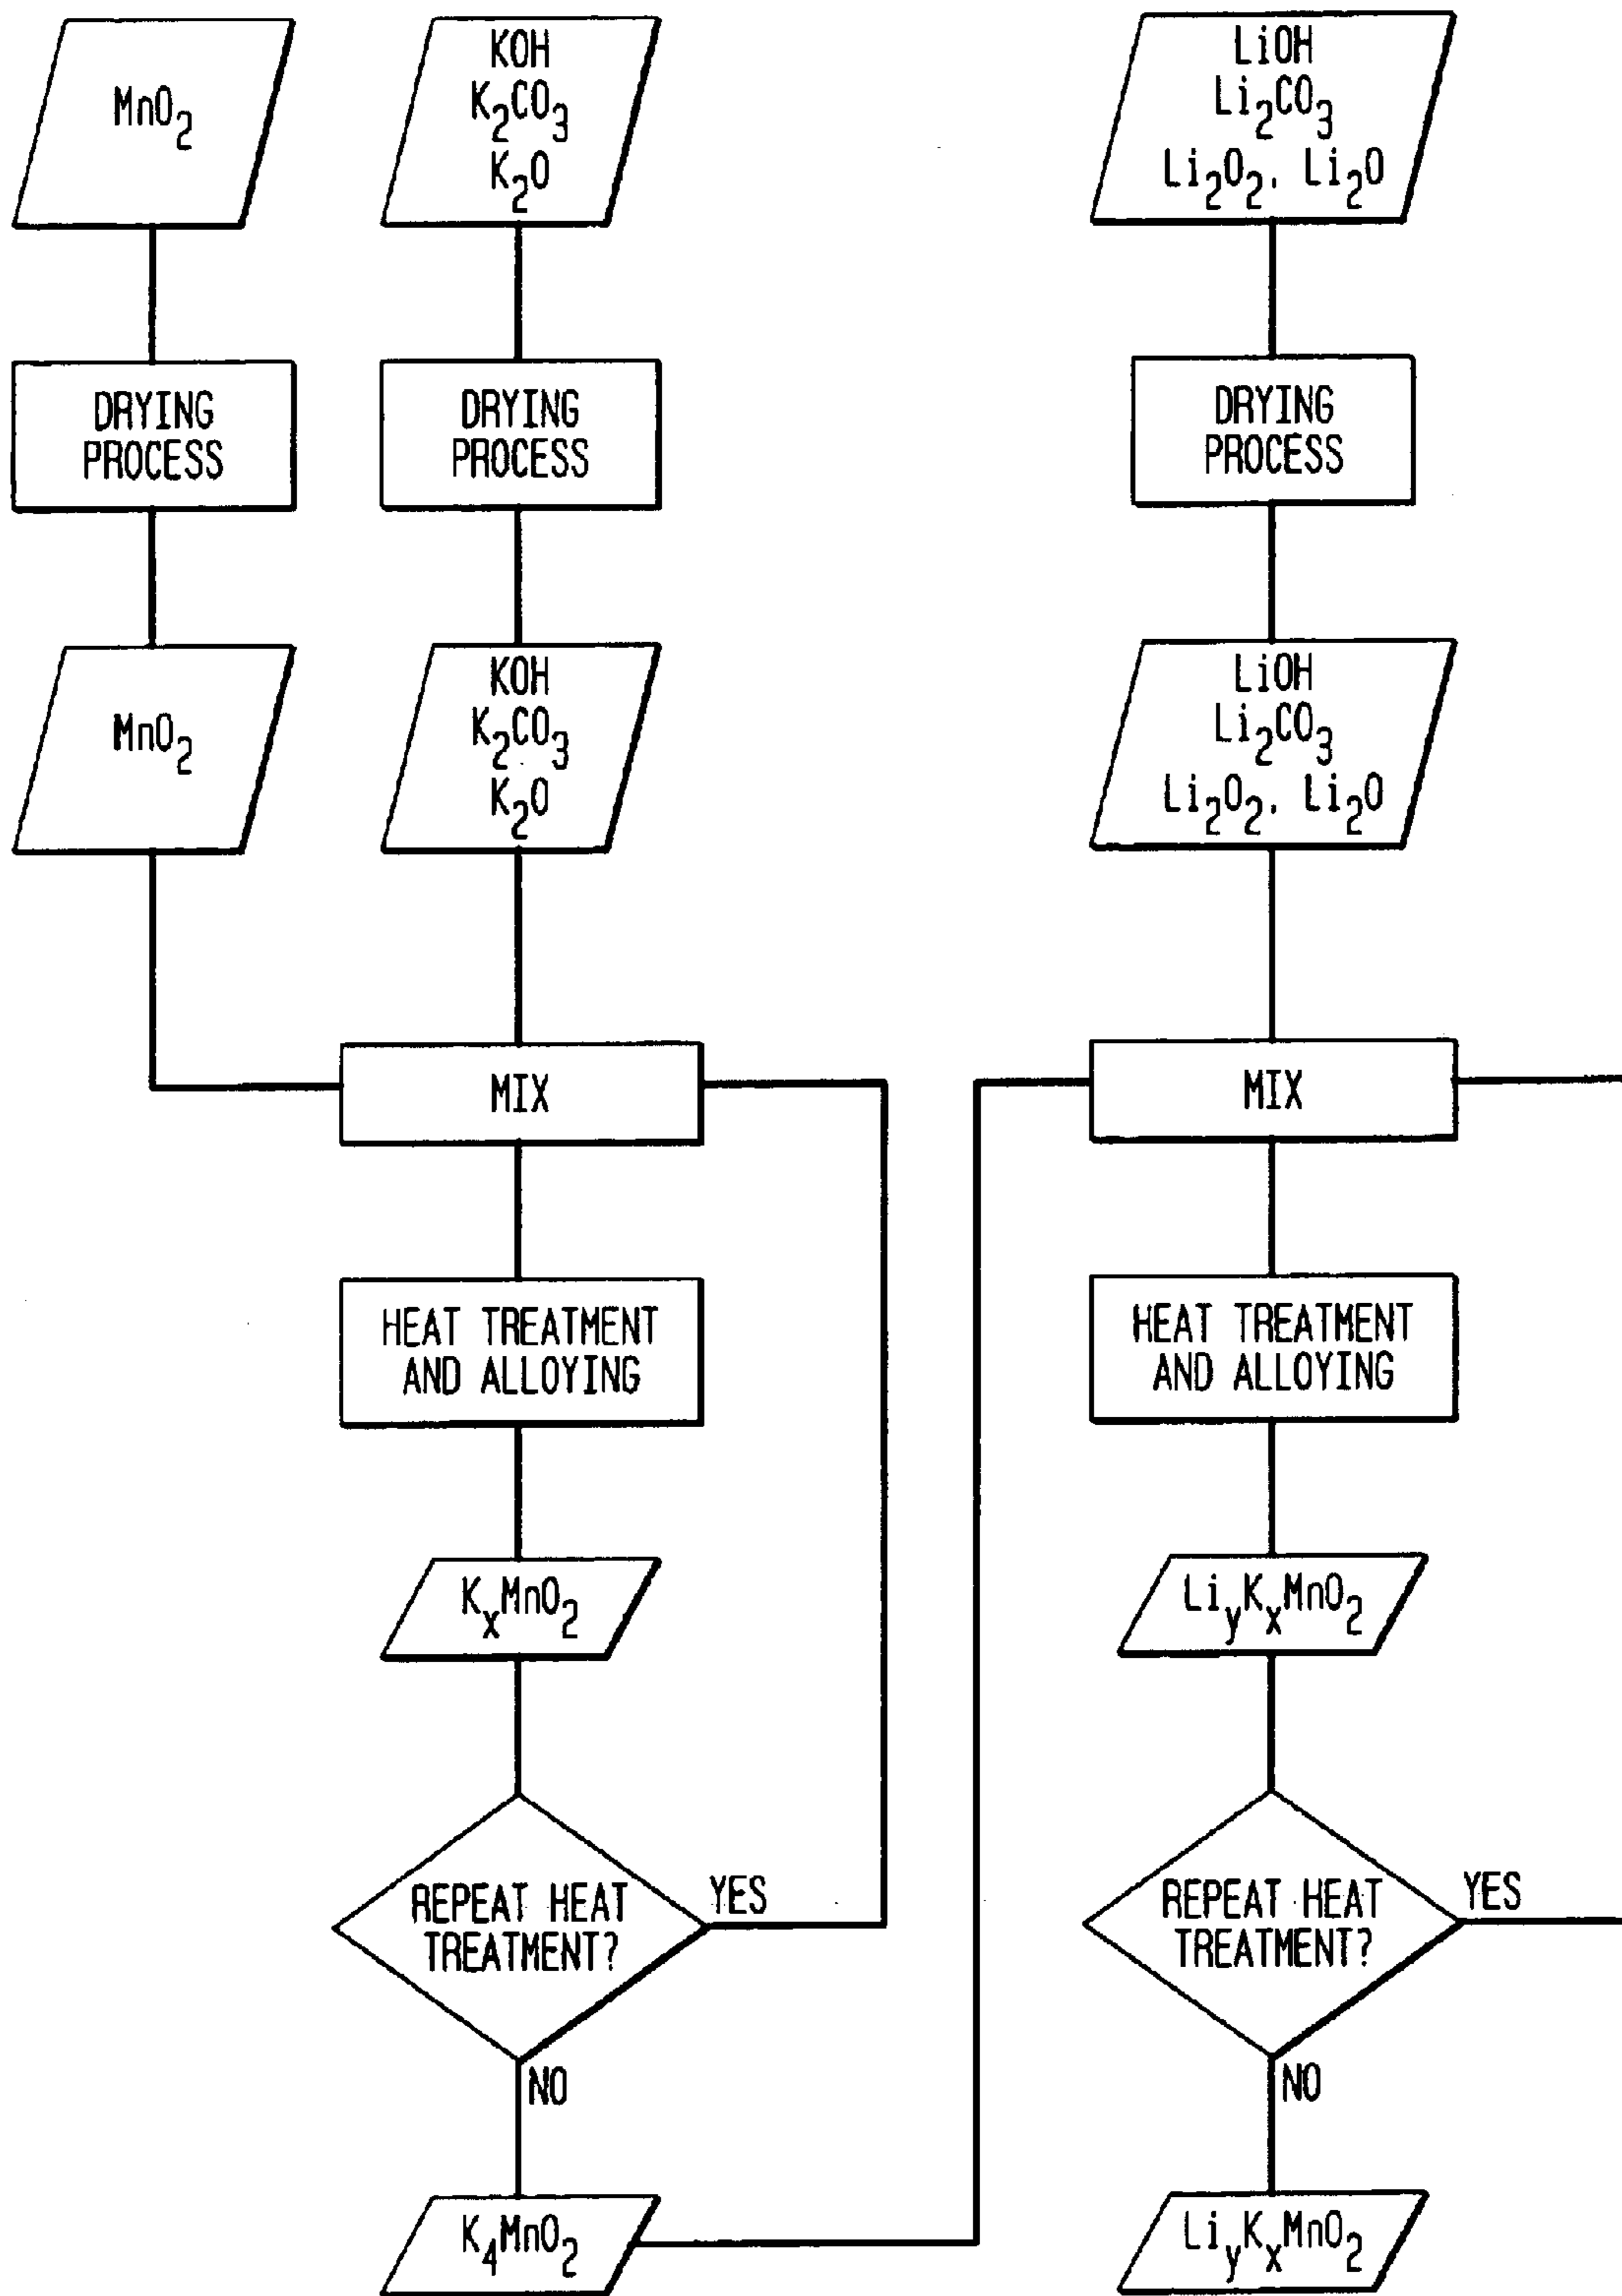 MnO₂
KOH
K₂CO₃
K₂O
LiOH
Li₂CO₃
Li₂O₂. Li₂O
DRYING
PROCESS
DRYING
PROCESS
DRYING
PROCESS
MnO₂
KOH
K₂CO₃
K₂O
LiOH
Li₂CO₃
Li₂O₂. Li₂O
MIX
MIX
HEAT TREATMENT
AND ALLOYING
HEAT TREATMENT
AND ALLOYING
KₓMnO₂
Li_yKₓMnO₂
REPEAT HEAT
TREATMENT?
YES
NO
REPEAT HEAT
TREATMENT?
YES
NO
K₄MnO₂
Li_yKₓMnO₂